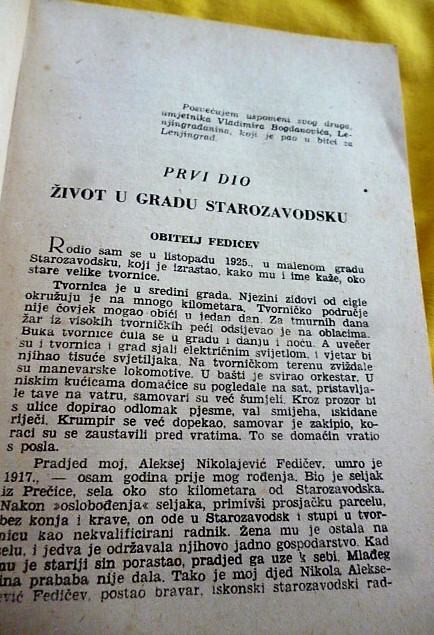 Posvećujem uspomeni svog druga,
umjetnika Vladimira Bogdanovića, Le-
njingrađanina, koji je pao u bitci za
Lenjingrad.
PRVI DIO
ŽIVOT U GRADU STAROZAVODSKU
OBITELJ FEDIČEV
Rodio sam se u listopadu 1925., u malenom gradu
Starozavodsku, koji je izrastao, kako mu i ime kaže, oko
stare velike tvornice.
Tvornica je u sredini grada. Njezini zidovi od cigle
okružuju je na mnogo kilometara. Tvorničko područje
nije čovjek mogao obići u jedan dan. Za tmurnih dana
žar iz visokih tvorničkih peći odsijevao je na oblacima.
Buka tvornice čula se u gradu i danju i noću. A uvečer
su i tvornica i grad sjali električnim svijetlom, i vjetar bi
njihao tisuće svjetiljaka. Na tvorničkom terenu zviždale
su manevarske lokomotive. U bašti je svirao orkestar. U
niskim kućicama domaćice su pogledale na sat, pristavlja-
le tave na vatru, samovari su već šumjeli. Kroz prozor bi
s ulice dopirao odlomak pjesme, val smijeha, iskidane
riječi. Krumpir se već dopekao, samovar je zakipio, ko-
raci su se zaustavili pred vratima. To se domaćin vratio
s posla.
Pradjed moj, Aleksej Nikolajević Fedičev, umro je
1917., — osam godina prije mog rođenja. Bio je seljak
iz Prečice, sela oko sto kilometara od Starozavodska.
Nakon »oslobođenja« seljaka, primivši prosjačku parcelu,
bez konja i krave, on ode u Starozavodsk i stupi u tvor-
nicu kao nekvalificirani radnik. Žena mu je ostala na
selu, i jedva je održavala njihovo jadno gospodarstvo. Kad
mu je stariji sin porastao, pradjed ga uze k sebi. Mlađeg
ina prababa nije dala. Tako je moj djed Nikola Alekse-
ević Fedičev, postao bravar, iskonski starozavodski rad-